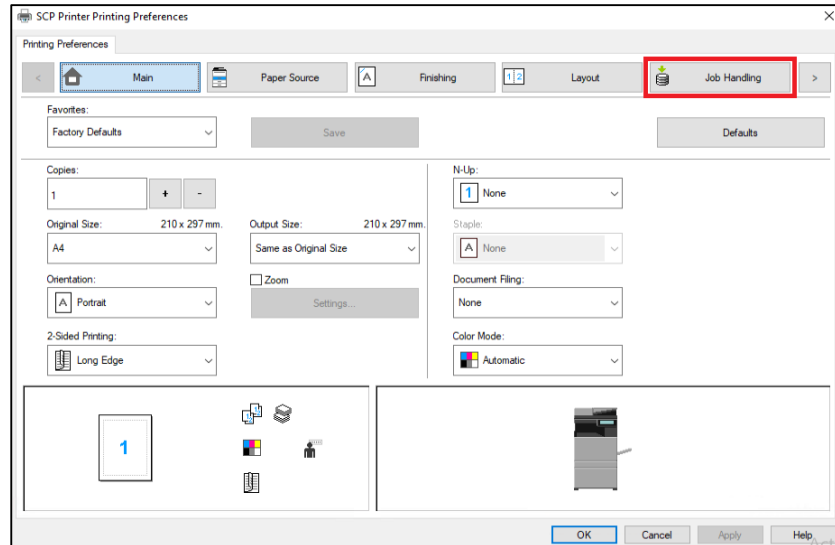 SCP Printer Printing Preferences
Printing Preferences
< Main Paper Source A Finishing 1 2 Layout Job Handling >
Favorites:
Factory Defaults Save Defaults
Copies: N-Up:
1 + - 1 None
Original Size: 210 x 297 mm. Output Size: 210 x 297 mm. Staple:
A4 Same as Original Size A None
Orientation: Zoom Document Filing:
A Portrait Settings... None
2-Sided Printing: Color Mode:
Long Edge Automatic
1
OK Cancel Apply Help